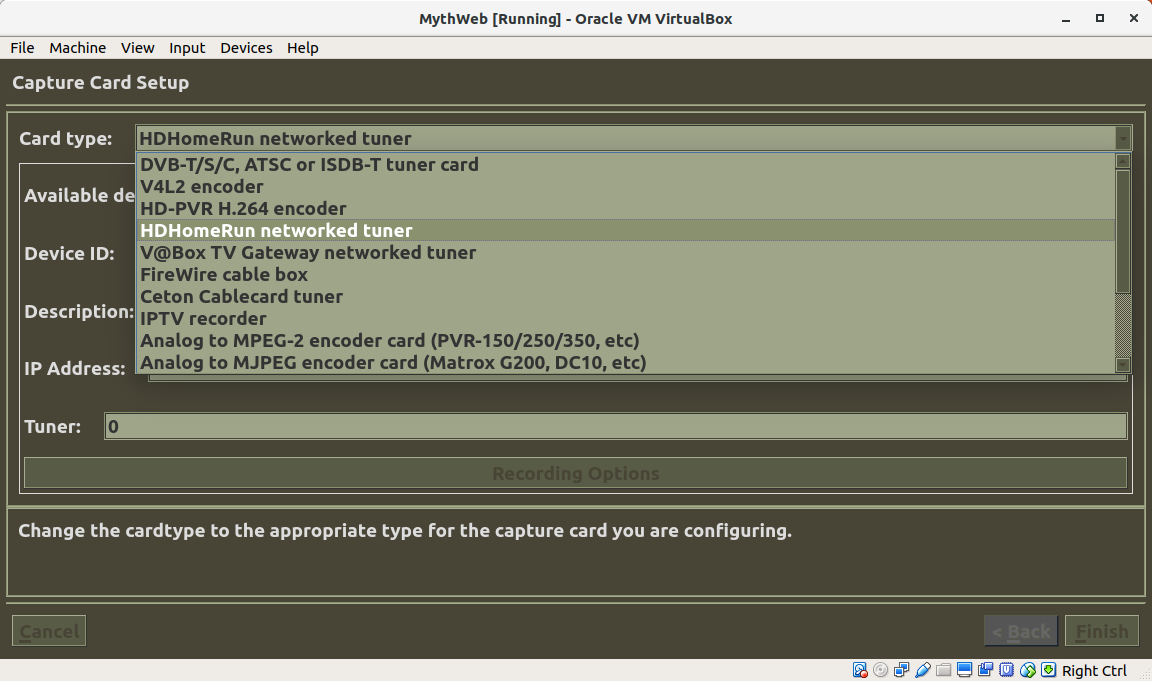 MythWeb [Running] - Oracle VM VirtualBox
File Machine View Input Devices Help
Capture Card Setup
Card type: HDHomeRun networked tuner
DVB-T/S/C, ATSC or ISDB-T tuner card
Available de
V4L2 encoder
HD-PVR H.264 encoder
HDHomeRun networked tuner
Device ID:
V@Box TV Gateway networked tuner
FireWire cable box
Ceton Cablecard tuner
Description:
IPTV recorder
Analog to MPEG-2 encoder card (PVR-150/250/350, etc)
IP Address:
Analog to MJPEG encoder card (Matrox G200, DC10, etc)
Tuner: 0
Recording Options
Change the cardtype to the appropriate type for the capture card you are configuring.
Cancel < Back Finish
Right Ctrl